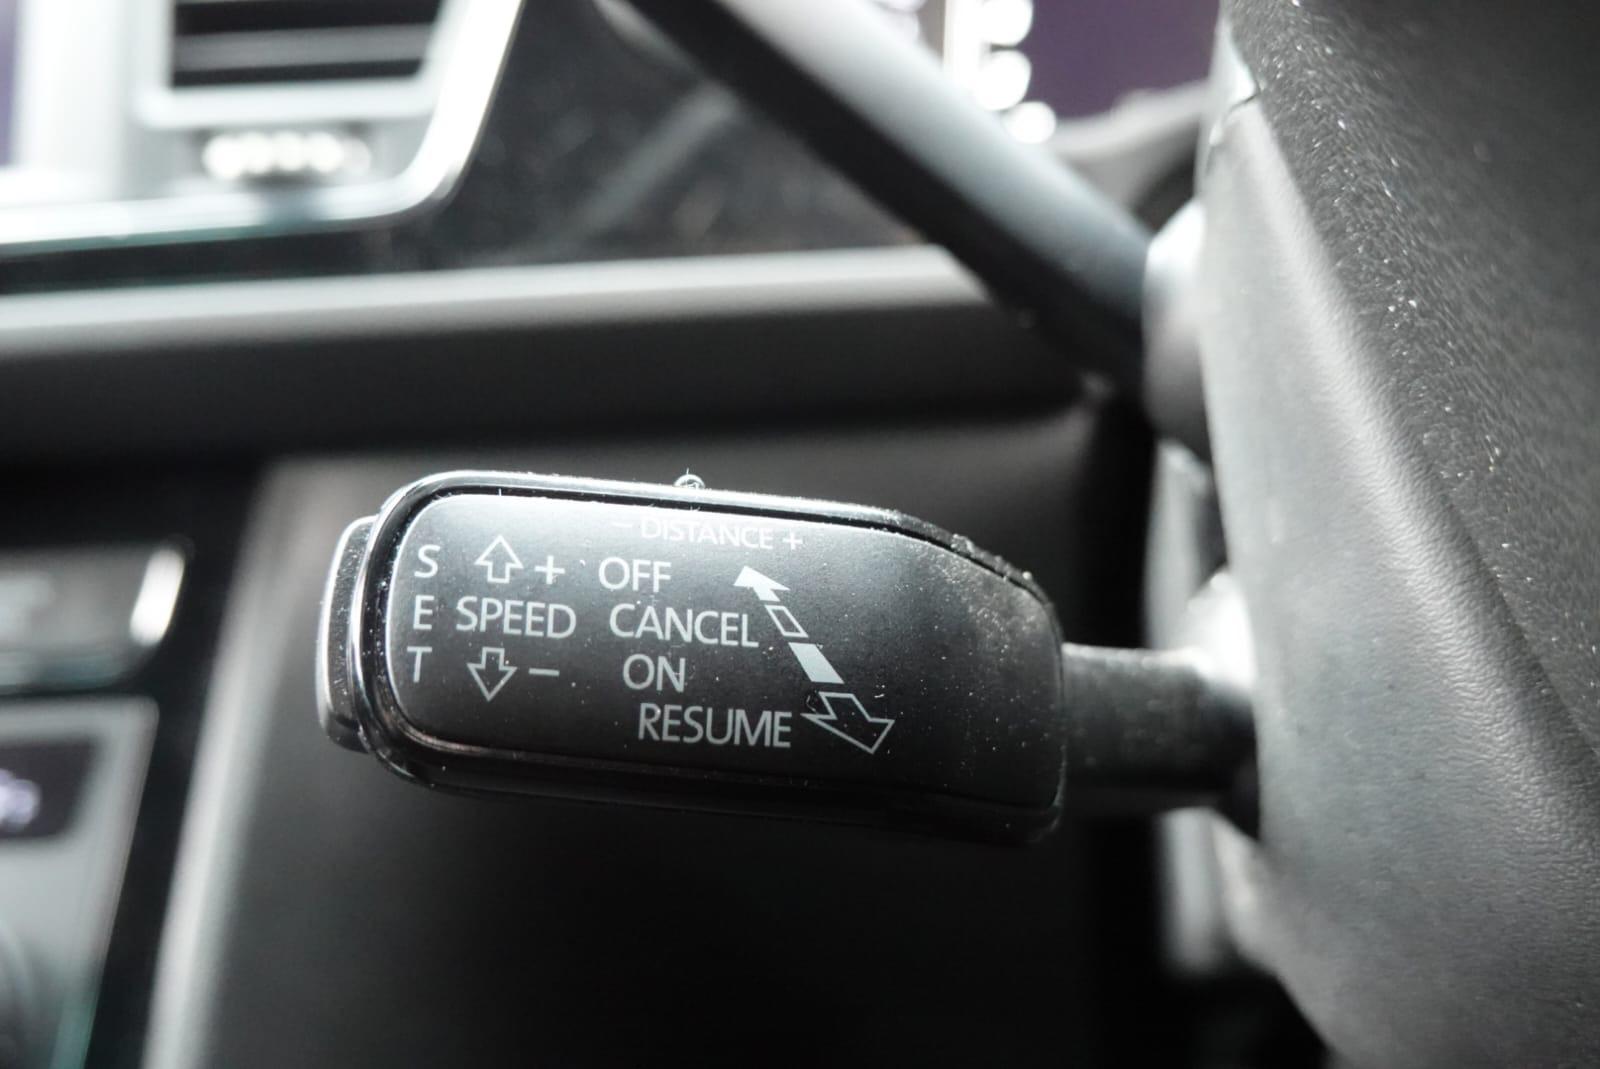 - DISTANCE +
S + OFF
E SPEED CANCEL
T - ON
RESUME